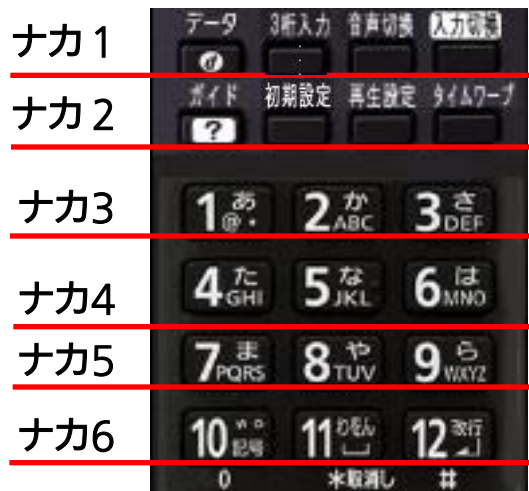 ナカ1 データ 3桁入力 音声切換 入力切換
d
ナカ2 ガイド 初期設定 再生設定 タイムワープ
?
ナカ3 1 あ @・ 2 か ABC 3 さ DEF
ナカ4 4 た GHI 5 な JKL 6 は MNO
ナカ5 7 ま PQRS 8 や TUV 9 ら WXYZ
ナカ6 10 ゛゜ 記号 11 わをん 12 改行
0 *取消し #